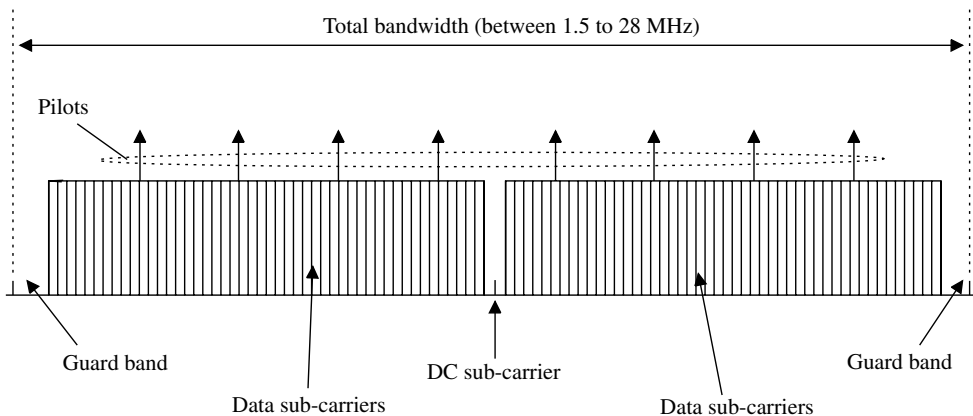 Total bandwidth (between 1.5 to 28 MHz)
Pilots
Guard band
DC sub-carrier
Guard band
Data sub-carriers
Data sub-carriers